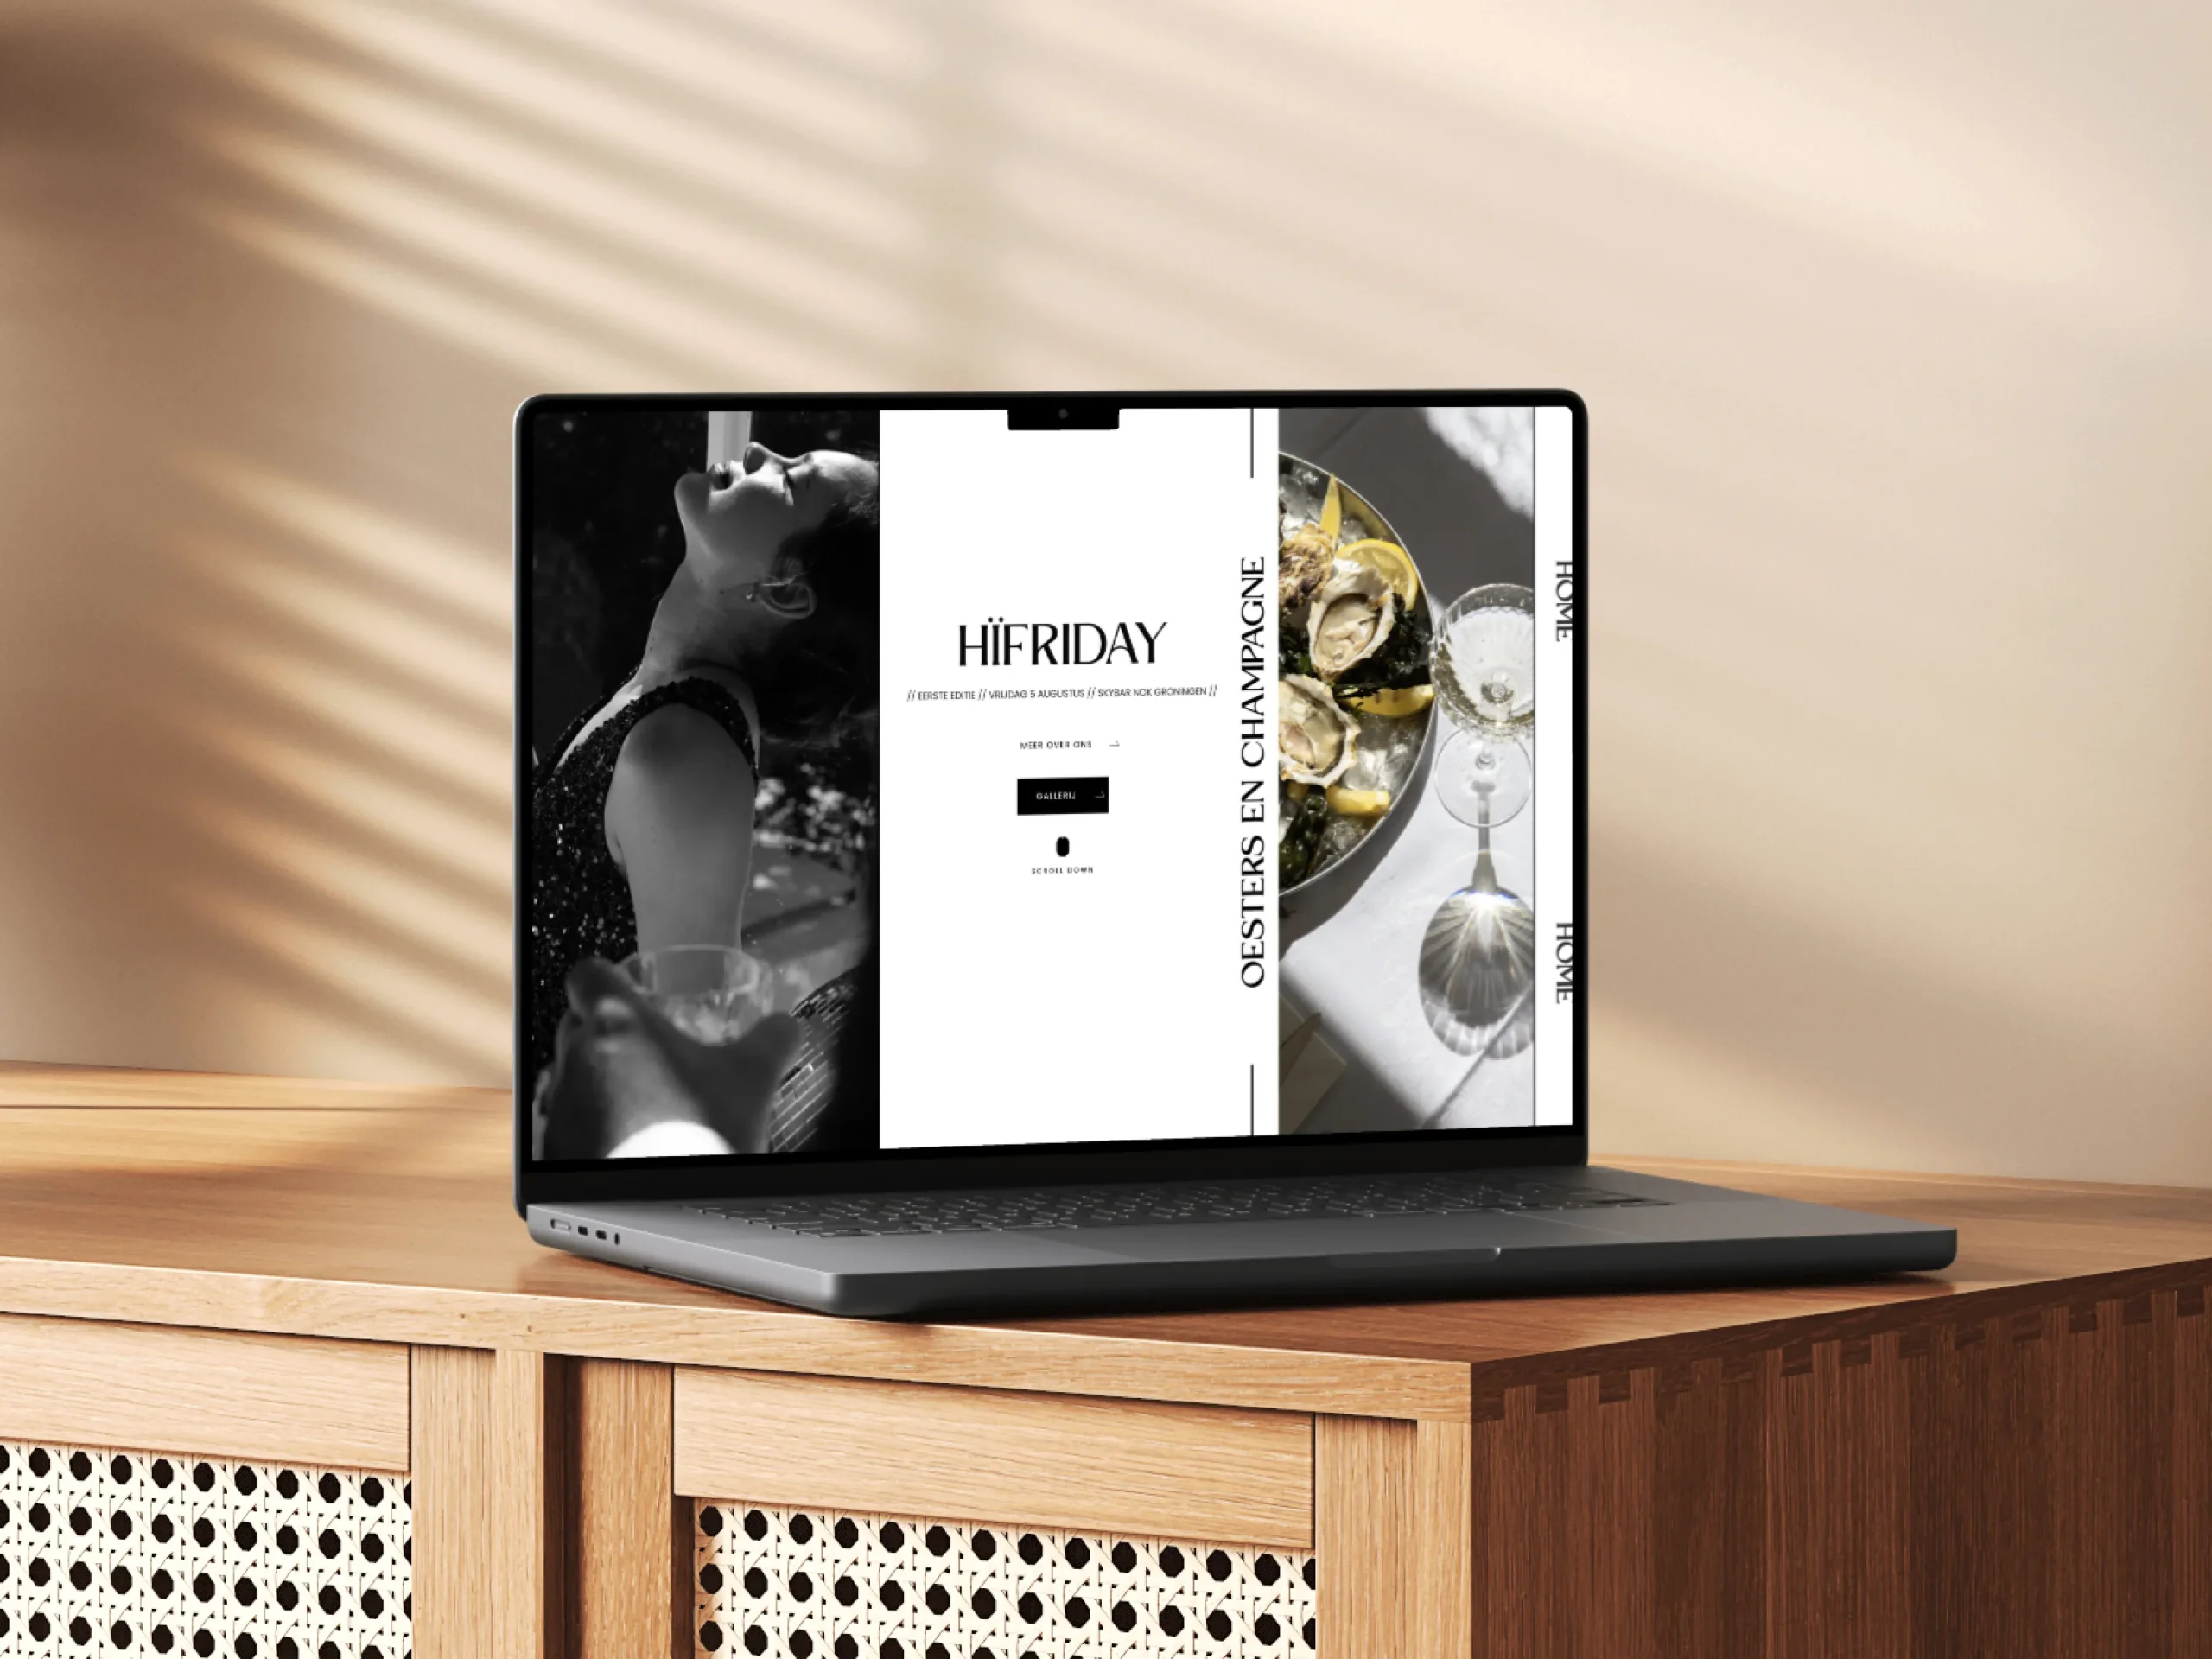 HÏFRIDAY
// EERSTE EDITIE // VRIJDAG 5 AUGUSTUS // SKYBAR NOK GRONINGEN //
MEER OVER ONS
GALLERIJ
SCROLL DOWN
OESTERS EN CHAMPAGNE
HOME
HOME